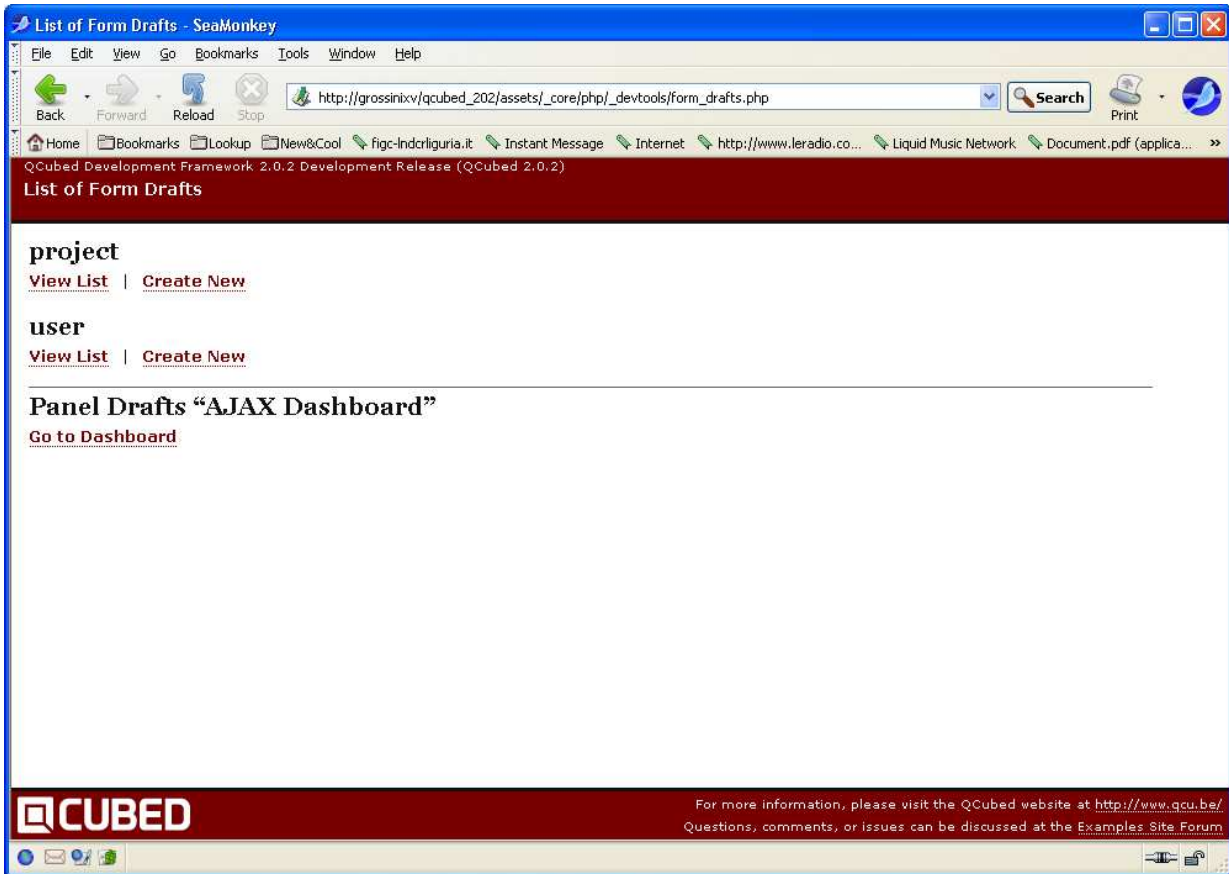 List of Form Drafts - SeaMonkey
File Edit View Go Bookmarks Tools Window Help
http://grossinixv/qcubed_202/assets/_core/php/_devtools/form_drafts.php Search
Back Forward Reload Stop Print
Home Bookmarks Lookup New&Cool figc-lndcrliguria.it Instant Message Internet http://www.leradio.co... Liquid Music Network Document.pdf (applica... »
QCubed Development Framework 2.0.2 Development Release (QCubed 2.0.2)
List of Form Drafts
project
View List | Create New
user
View List | Create New
Panel Drafts “AJAX Dashboard”
Go to Dashboard
QCUBED
For more information, please visit the QCubed website at http://www.qcu.be/
Questions, comments, or issues can be discussed at the Examples Site Forum